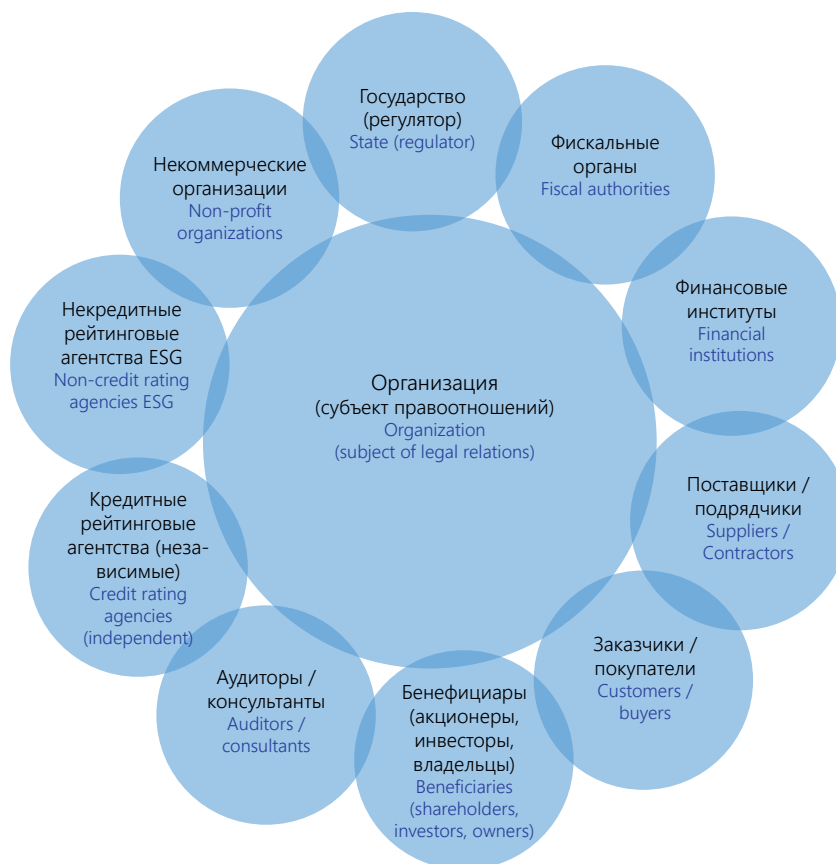 Государство
(регулятор)
State (regulator)
Фискальные
органы
Fiscal authorities
Некоммерческие
организации
Non-profit
organizations
Финансовые
институты
Financial
institutions
Некредитные
рейтинговые
агентства ESG
Non-credit rating
agencies ESG
Организация
(субъект правоотношений)
Organization
(subject of legal relations)
Поставщики /
подрядчики
Suppliers /
Contractors
Кредитные
рейтинговые
агентства (неза-
висимые)
Credit rating
agencies
(independent)
Заказчики /
покупатели
Customers /
buyers
Аудиторы /
консультанты
Auditors /
consultants
Бенефициары
(акционеры,
инвесторы,
владельцы)
Beneficiaries
(shareholders,
investors, owners)